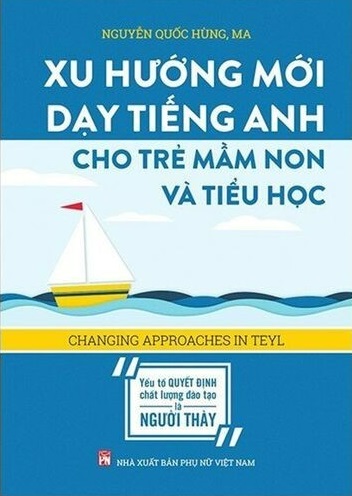 NGUYỄN QUỐC HÙNG, MA
XU HƯỚNG MỚI
DẠY TIẾNG ANH
CHO TRẺ MẦM NON
VÀ TIỂU HỌC
CHANGING APPROACHES IN TEYL
Yếu tố QUYẾT ĐỊNH
chất lượng đào tạo
là
NGƯỜI THẦY
PN
NHÀ XUẤT BẢN PHỤ NỮ VIỆT NAM